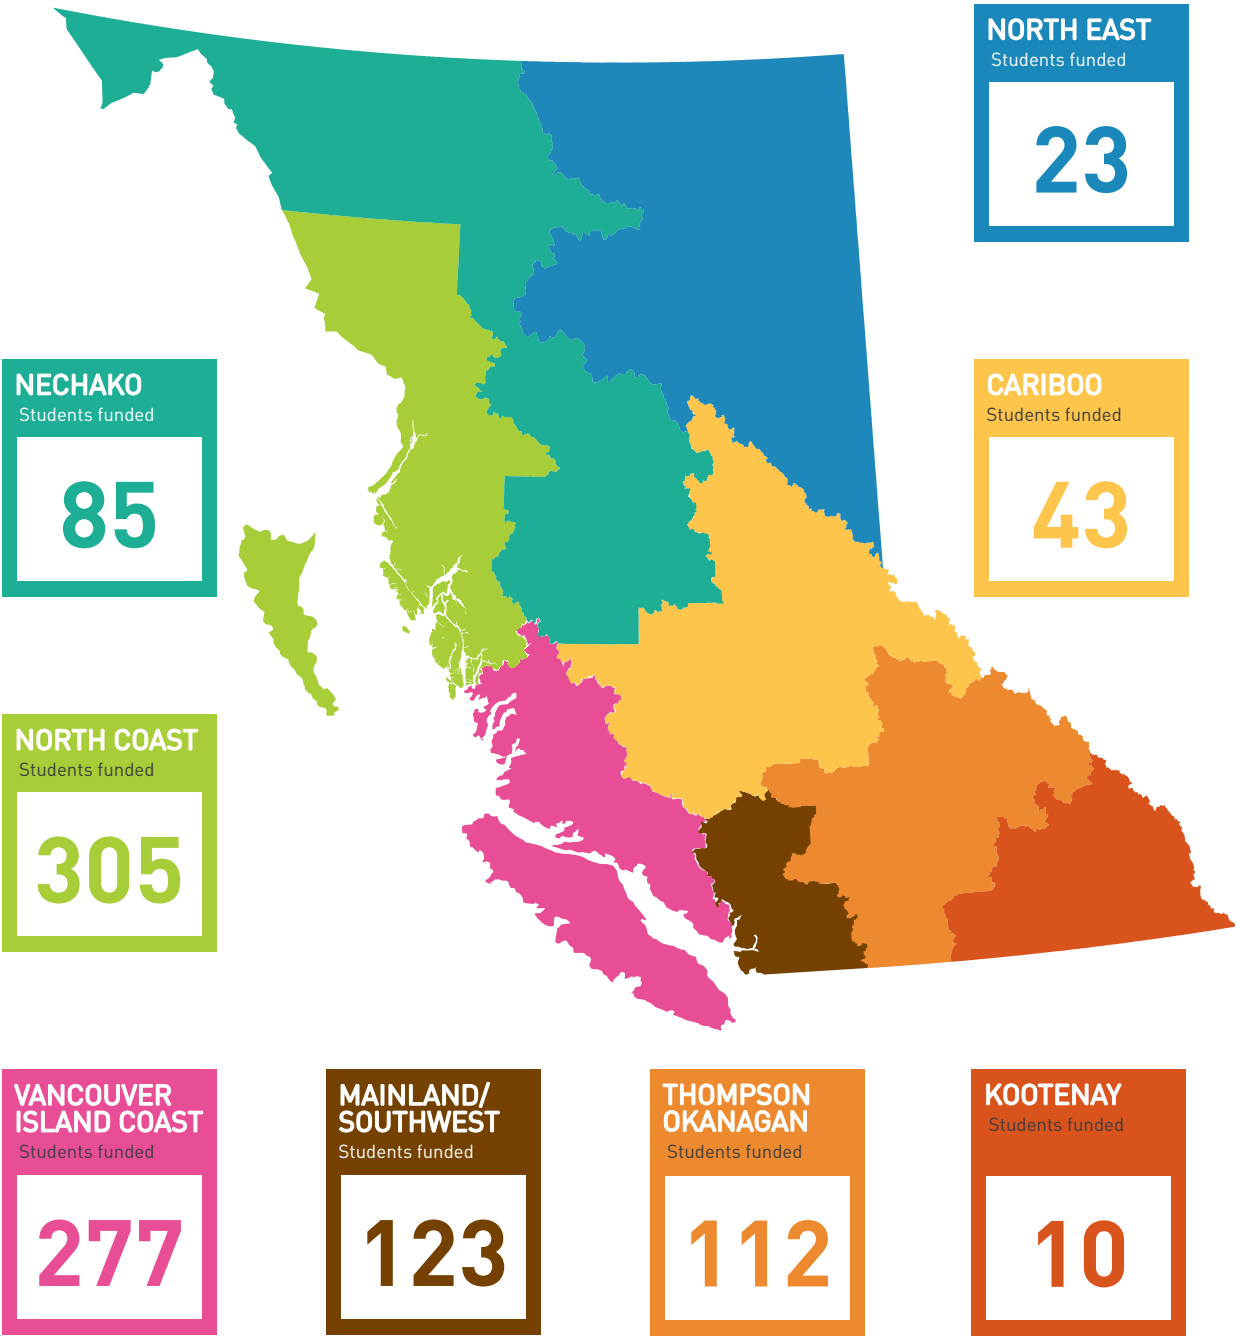 NORTH EAST
Students funded
23
NECHAKO
Students funded
85
CARIBOO
Students funded
43
NORTH COAST
Students funded
305
VANCOUVER
ISLAND COAST
Students funded
277
MAINLAND/
SOUTHWEST
Students funded
123
THOMPSON
OKANAGAN
Students funded
112
KOOTENAY
Students funded
10